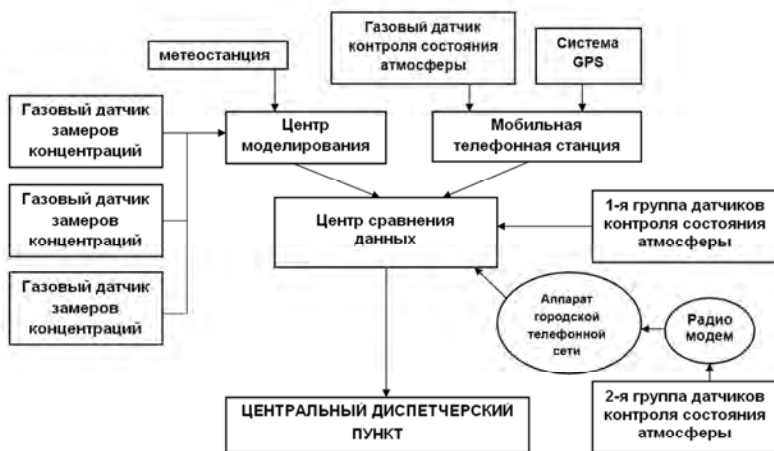 Газовый датчик
контроля состояния
атмосферы
Система
GPS
метеостанция
Газовый датчик
замеров
концентраций
Центр
моделирования
Мобильная
телефонная станция
Газовый датчик
замеров
концентраций
Центр сравнения
данных
1-я группа датчиков
контроля состояния
атмосферы
Газовый датчик
замеров
концентраций
Аппарат
городской
телефонной
сети
Радио
модем
ЦЕНТРАЛЬНЫЙ ДИСПЕТЧЕРСКИЙ
ПУНКТ
2-я группа датчиков
контроля состояния
атмосферы